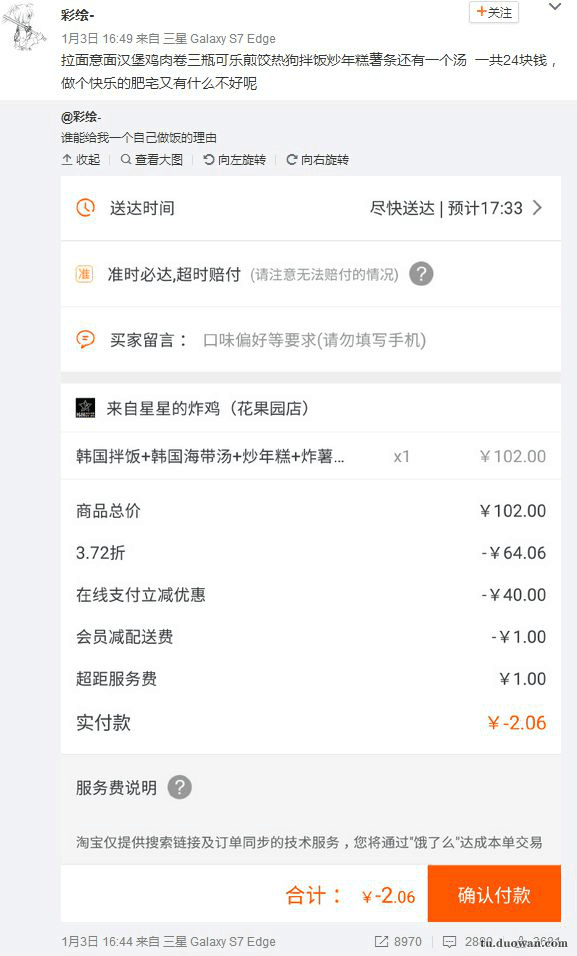 彩绘-
+关注
1月3日 16:49 来自 三星 Galaxy S7 Edge
拉面意面汉堡鸡肉卷三瓶可乐煎饺热狗拌饭炒年糕薯条还有一个汤 一共24块钱，
做个快乐的肥宅又有什么不好呢
@彩绘-
谁能给我一个自己做饭的理由
收起 查看大图 向左旋转 向右旋转
送达时间 尽快送达 | 预计17:33
准 准时必达,超时赔付 (请注意无法赔付的情况) ?
买家留言： 口味偏好等要求(请勿填写手机)
来自星星的炸鸡（花果园店）
韩国拌饭+韩国海带汤+炒年糕+炸薯... x1 ￥102.00
商品总价 ￥102.00
3.72折 -￥64.06
在线支付立减优惠 -￥40.00
会员减配送费 -￥1.00
超距服务费 ￥1.00
实付款 ￥-2.06
服务费说明 ?
淘宝仅提供搜索链接及订单同步的技术服务，您将通过"饿了么"达成本单交易
合计： ￥-2.06 确认付款
1月3日 16:44 来自 三星 Galaxy S7 Edge 8970
tu.duowan.com